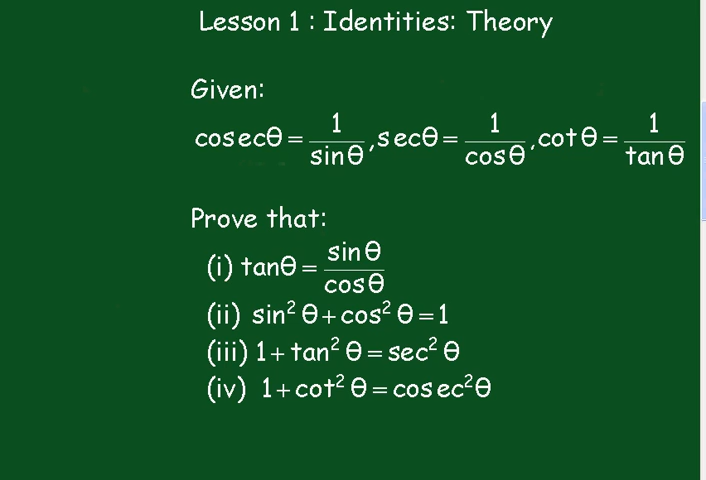 Lesson 1 : Identities: Theory
Given:
cosecθ = 1/sinθ, secθ = 1/cosθ, cotθ = 1/tanθ
Prove that:
(i) tanθ = sinθ/cosθ
(ii) sin² θ + cos² θ = 1
(iii) 1 + tan² θ = sec² θ
(iv) 1 + cot² θ = cosec²θ